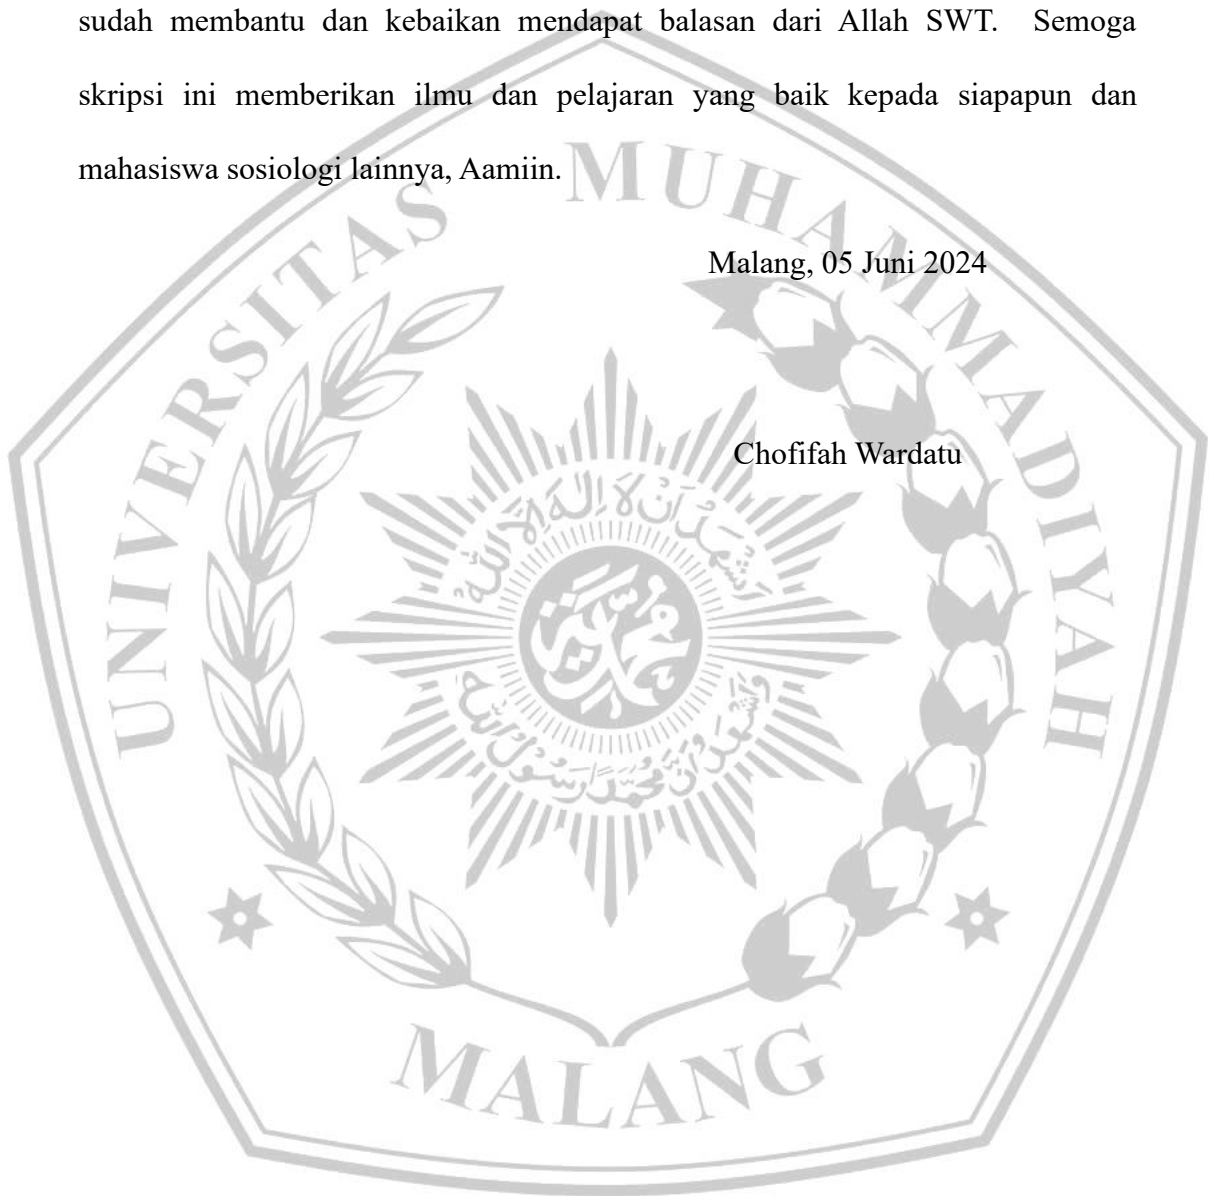 sudah membantu dan kebaikan mendapat balasan dari Allah SWT. Semoga
skripsi ini memberikan ilmu dan pelajaran yang baik kepada siapapun dan
mahasiswa sosiologi lainnya, Aamiin.
Malang, 05 Juni 2024
Chofifah Wardatu
UNIVERSITAS MUHAMMADIYAH
MALANG